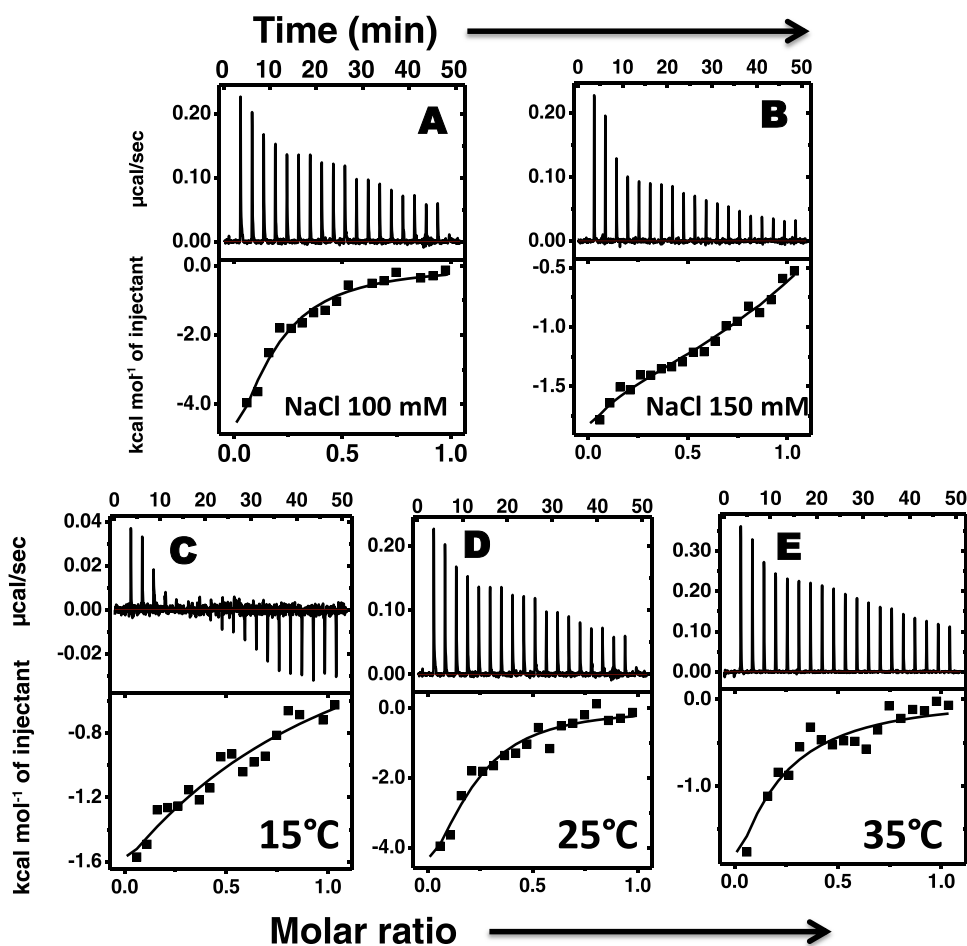 Time (min)
0 10 20 30 40 50
0 10 20 30 40 50
A
B
µcal/sec
0.20
0.10
0.00
0.20
0.10
0.00
kcal mol⁻¹ of injectant
0.0
-2.0
-4.0
-0.5
-1.0
-1.5
NaCl 100 mM
NaCl 150 mM
0.0 0.5 1.0
0.0 0.5 1.0
0 10 20 30 40 50
0 10 20 30 40 50
0 10 20 30 40 50
C
D
E
µcal/sec
0.04
0.02
0.00
-0.02
0.20
0.10
0.00
0.30
0.20
0.10
0.00
kcal mol⁻¹ of injectant
-0.8
-1.2
-1.6
0.0
-2.0
-4.0
0.0
-1.0
15°C
25°C
35°C
0.0 0.5 1.0
0.0 0.5 1.0
0.0 0.5 1.0
Molar ratio